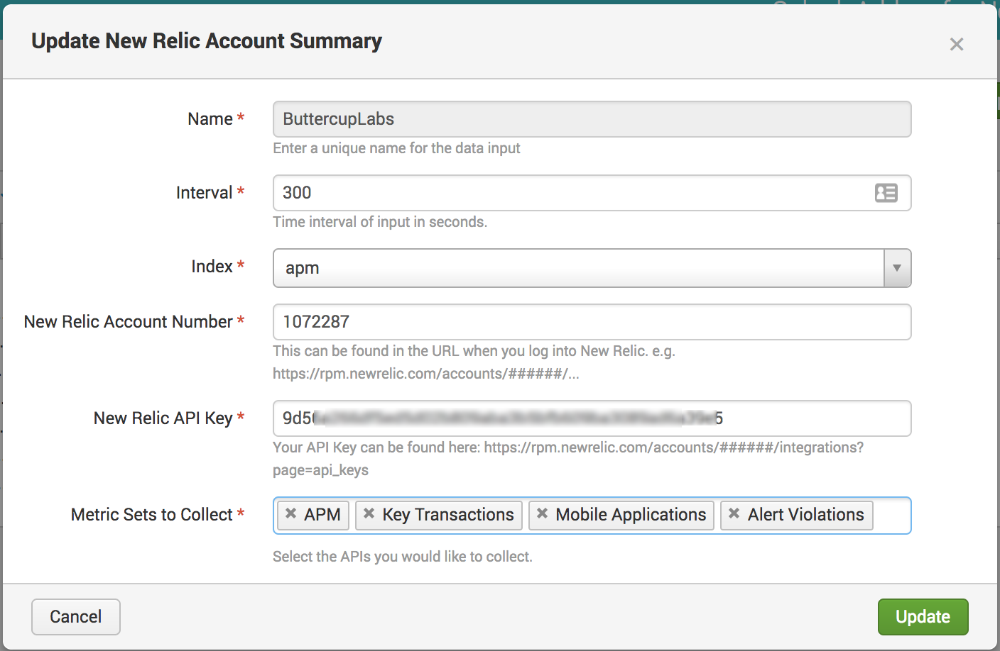 Update New Relic Account Summary
Name *
ButtercupLabs
Enter a unique name for the data input
Interval *
300
Time interval of input in seconds.
Index *
apm
New Relic Account Number *
1072287
This can be found in the URL when you log into New Relic. e.g.
https://rpm.newrelic.com/accounts/######/...
New Relic API Key *
Your API Key can be found here: https://rpm.newrelic.com/accounts/######/integrations?
page=api_keys
Metric Sets to Collect *
APM Key Transactions Mobile Applications Alert Violations
Select the APIs you would like to collect.
Cancel
Update